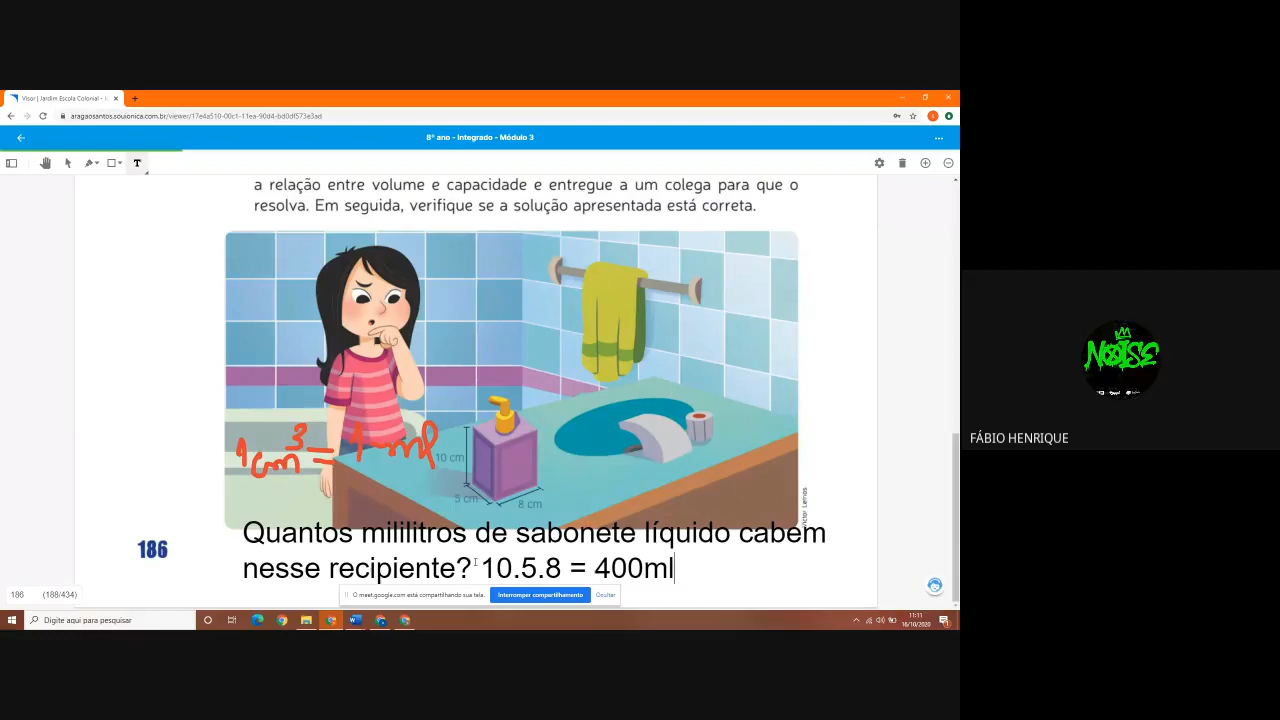 Visor | Jardim Escola Colonial - I
aragaosantos.souionica.com.br/viewer/17e4a510-00c1-11ea-90d4-bd0df573e3ad
8º ano - Integrado - Módulo 3
T
a relação entre volume e capacidade e entregue a um colega para que o
resolva. Em seguida, verifique se a solução apresentada está correta.
1cm³ = 1ml
10 cm
5 cm
8 cm
Victor Lemos
Quantos mililitros de sabonete líquido cabem
nesse recipiente? 10.5.8 = 400ml
186
186 (188/434)
O meet.google.com está compartilhando sua tela.
Interromper compartilhamento
Ocultar
Digite aqui para pesquisar
11:11
16/10/2020
NOISE
FÁBIO HENRIQUE